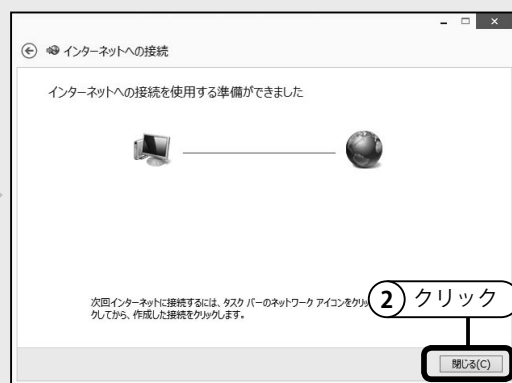 インターネットへの接続
インターネットへの接続を使用する準備ができました
次回インターネットに接続するには、タスク バーのネットワーク アイコンをクリッ
クしてから、作成した接続をクリックします。
② クリック
閉じる(C)